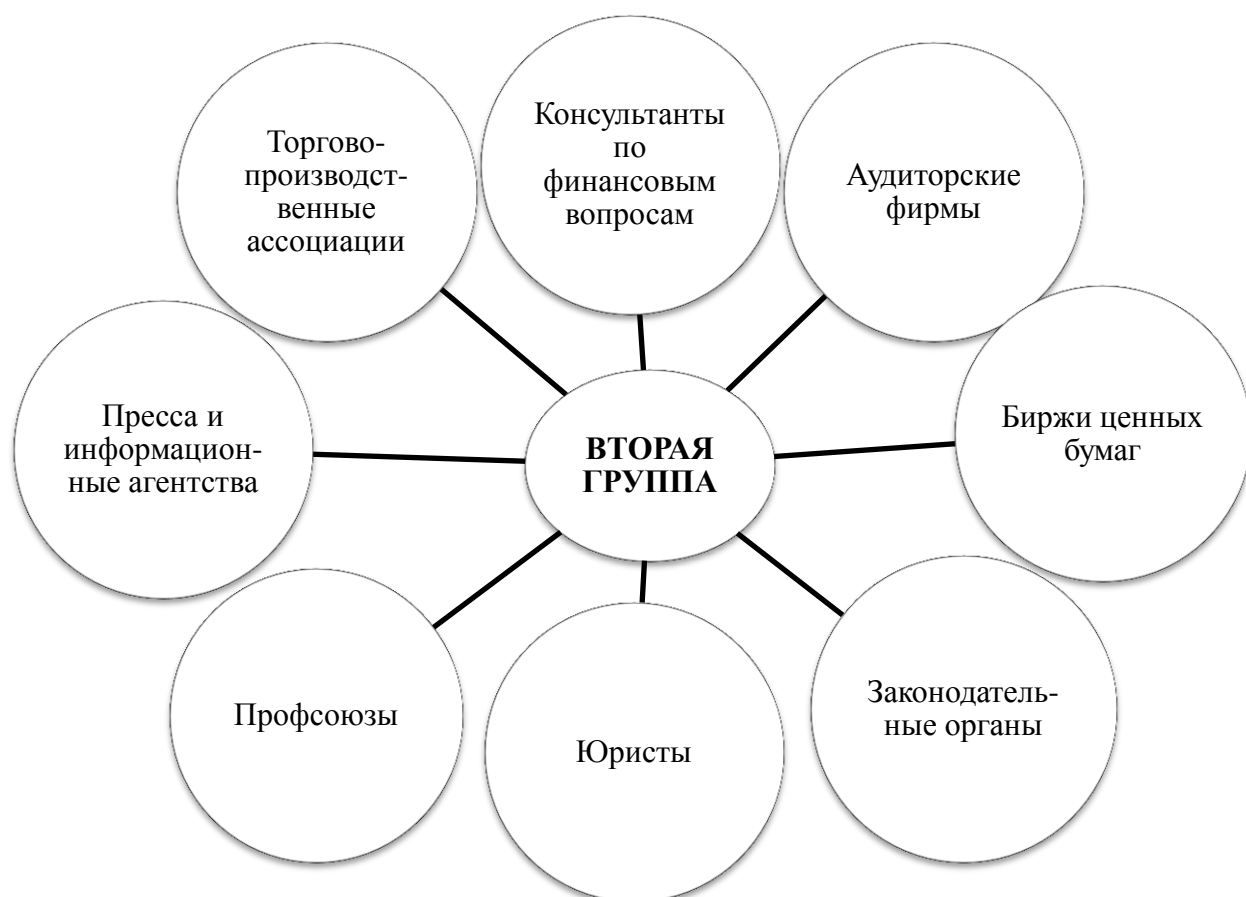 Консультанты
по
финансовым
вопросам
Торгово-
производст-
венные
ассоциации
Аудиторские
фирмы
Пресса и
информацион-
ные агентства
ВТОРАЯ
ГРУППА
Биржи ценных
бумаг
Профсоюзы
Юристы
Законодатель-
ные органы